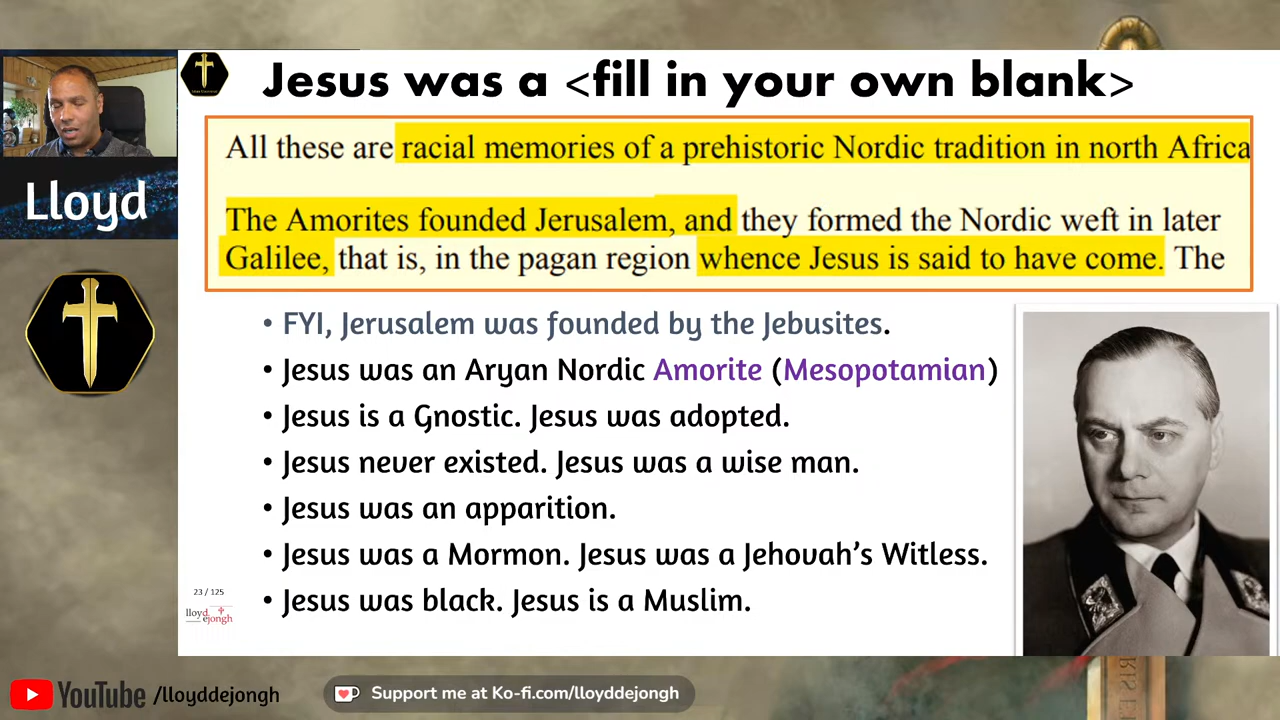 Jesus was a <fill in your own blank>
All these are racial memories of a prehistoric Nordic tradition in north Africa
The Amorites founded Jerusalem, and they formed the Nordic weft in later
Galilee, that is, in the pagan region whence Jesus is said to have come. The
Lloyd
• FYI, Jerusalem was founded by the Jebusites.
• Jesus was an Aryan Nordic Amorite (Mesopotamian)
• Jesus is a Gnostic. Jesus was adopted.
• Jesus never existed. Jesus was a wise man.
• Jesus was an apparition.
• Jesus was a Mormon. Jesus was a Jehovah's Witless.
• Jesus was black. Jesus is a Muslim.
23 / 125
lloyd
dejongh
YouTube /lloyddejongh
Support me at Ko-fi.com/lloyddejongh